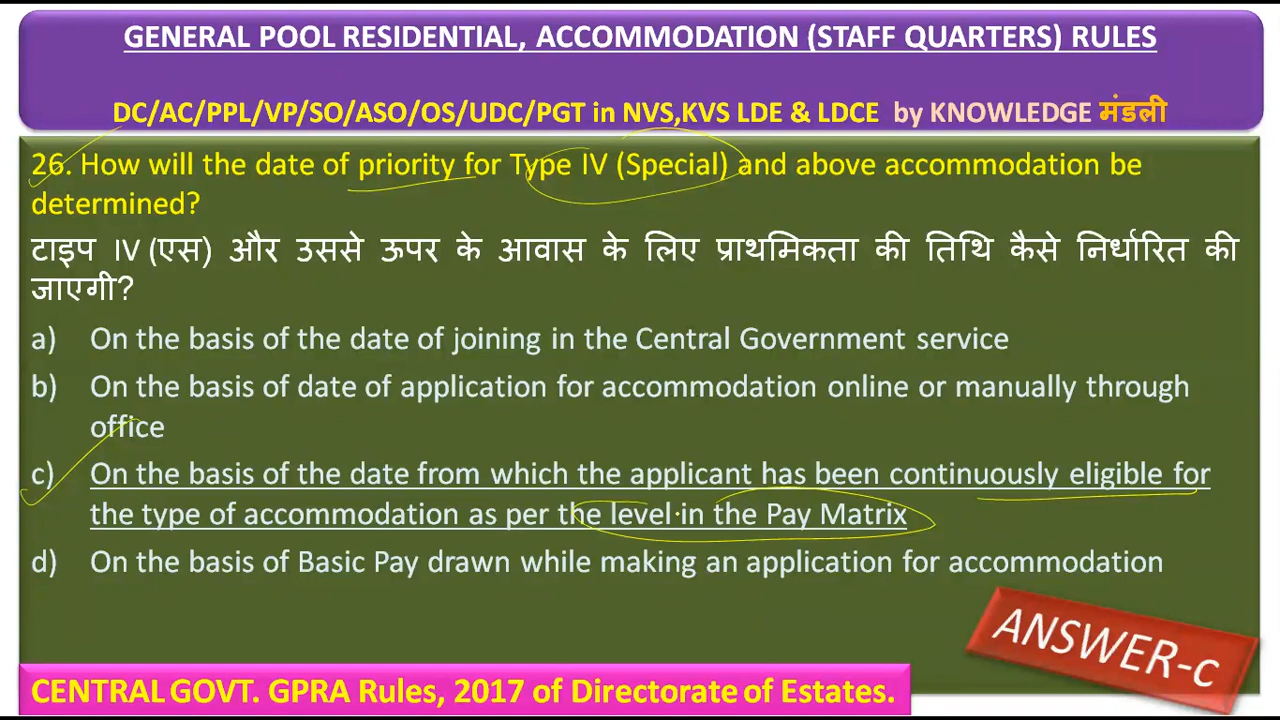 GENERAL POOL RESIDENTIAL, ACCOMMODATION (STAFF QUARTERS) RULES
DC/AC/PPL/VP/SO/ASO/OS/UDC/PGT in NVS,KVS LDE & LDCE by KNOWLEDGE मंडली
26. How will the date of priority for Type IV (Special) and above accommodation be
determined?
टाइप IV (एस) और उससे ऊपर के आवास के लिए प्राथमिकता की तिथि कैसे निर्धारित की
जाएगी?
a) On the basis of the date of joining in the Central Government service
b) On the basis of date of application for accommodation online or manually through
office
c) On the basis of the date from which the applicant has been continuously eligible for
the type of accommodation as per the level in the Pay Matrix
d) On the basis of Basic Pay drawn while making an application for accommodation
ANSWER-c
CENTRAL GOVT. GPRA Rules, 2017 of Directorate of Estates.